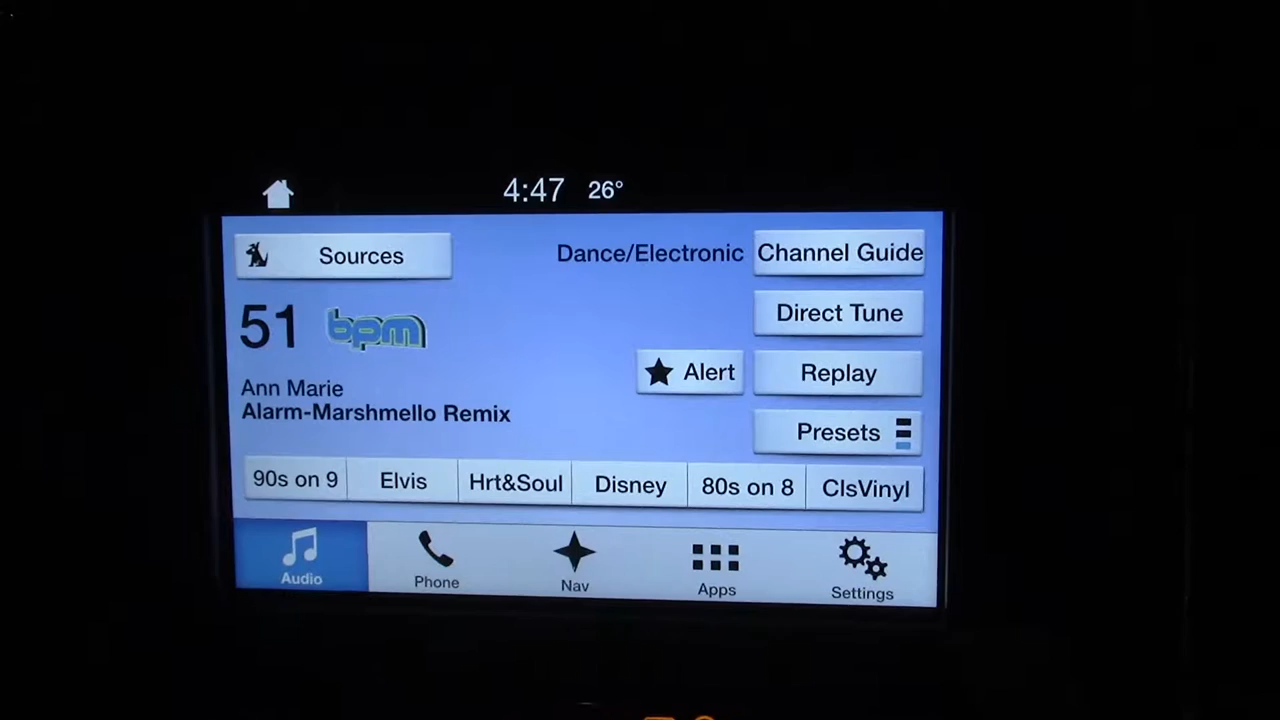 4:47 26°
Sources
Dance/Electronic
Channel Guide
51 bpm
Direct Tune
Alert
Replay
Ann Marie
Alarm-Marshmello Remix
Presets
90s on 9
Elvis
Hrt&Soul
Disney
80s on 8
ClsVinyl
Audio
Phone
Nav
Apps
Settings